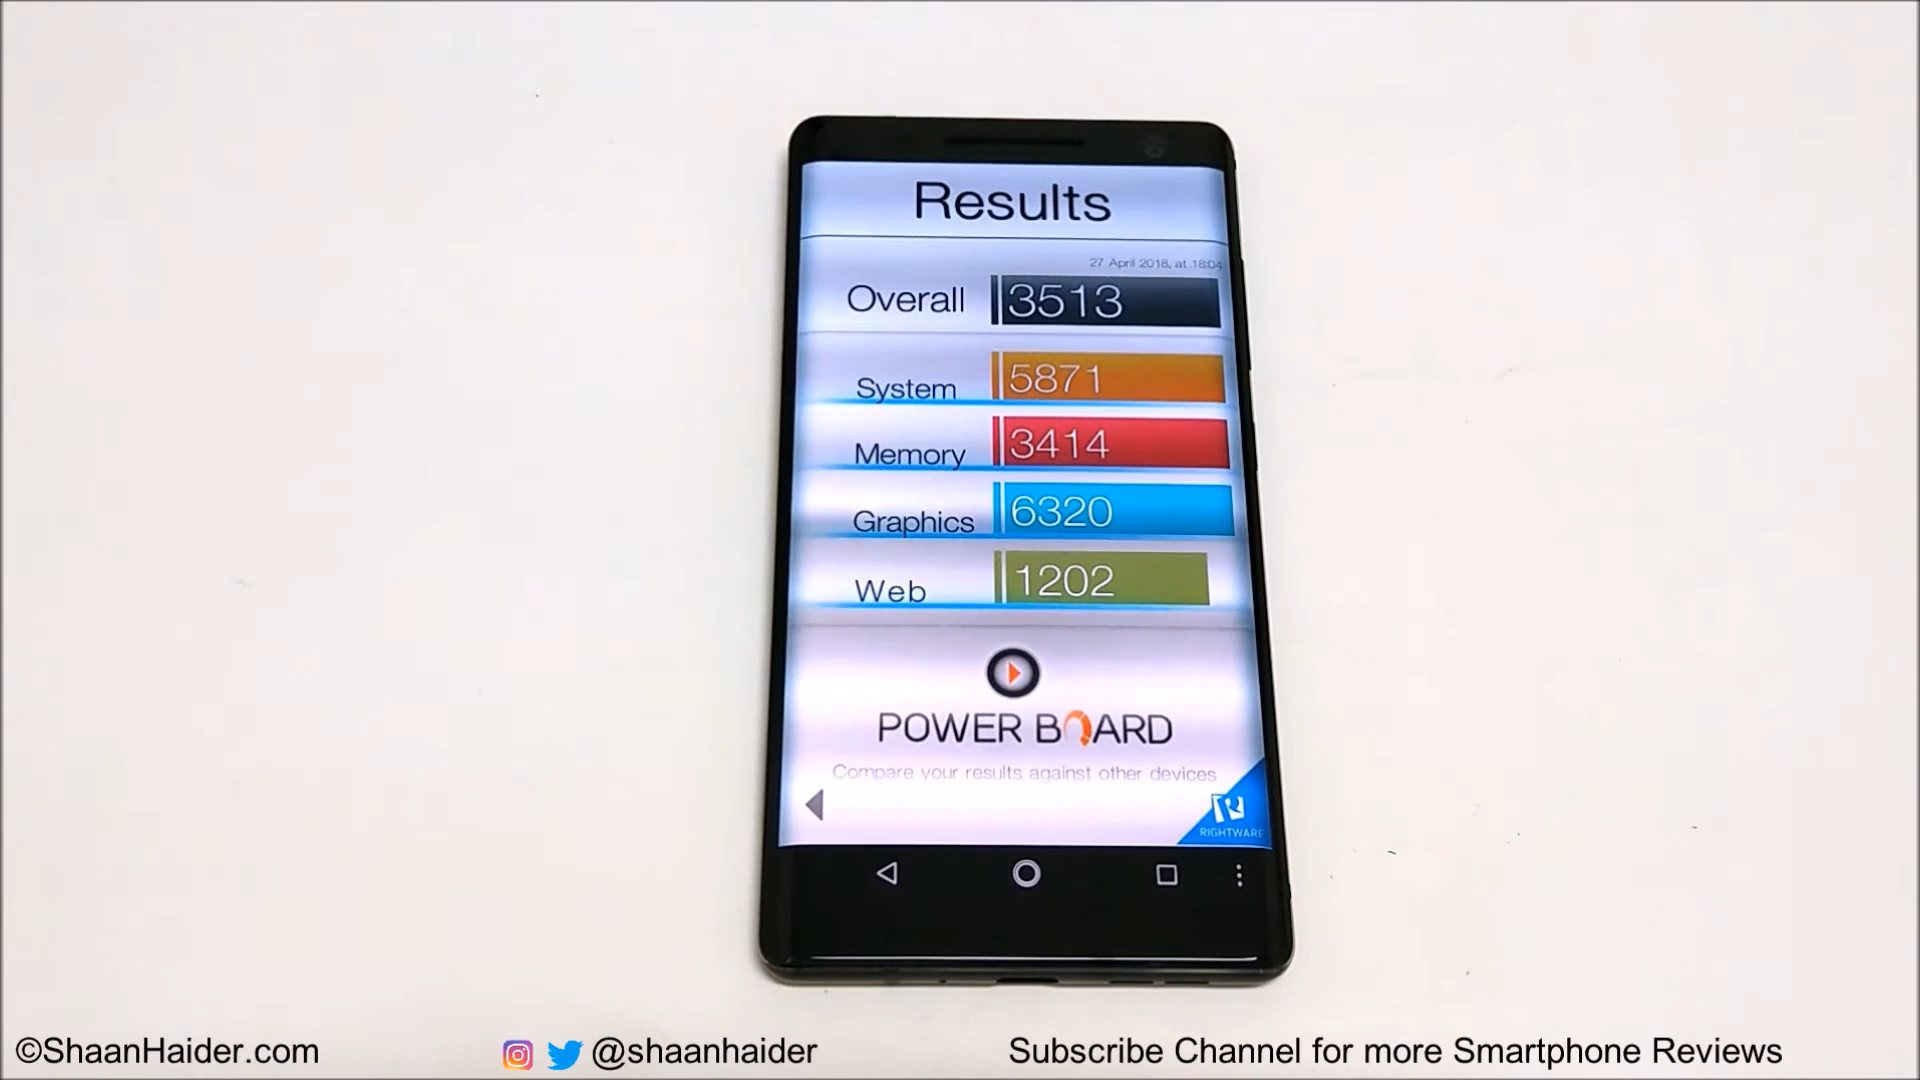 Results
27 April 2018, at 18:04
Overall 3513
System 5871
Memory 3414
Graphics 6320
Web 1202
POWER BOARD
Compare your results against other devices
RIGHTWARE
©ShaanHaider.com @shaanhaider Subscribe Channel for more Smartphone Reviews